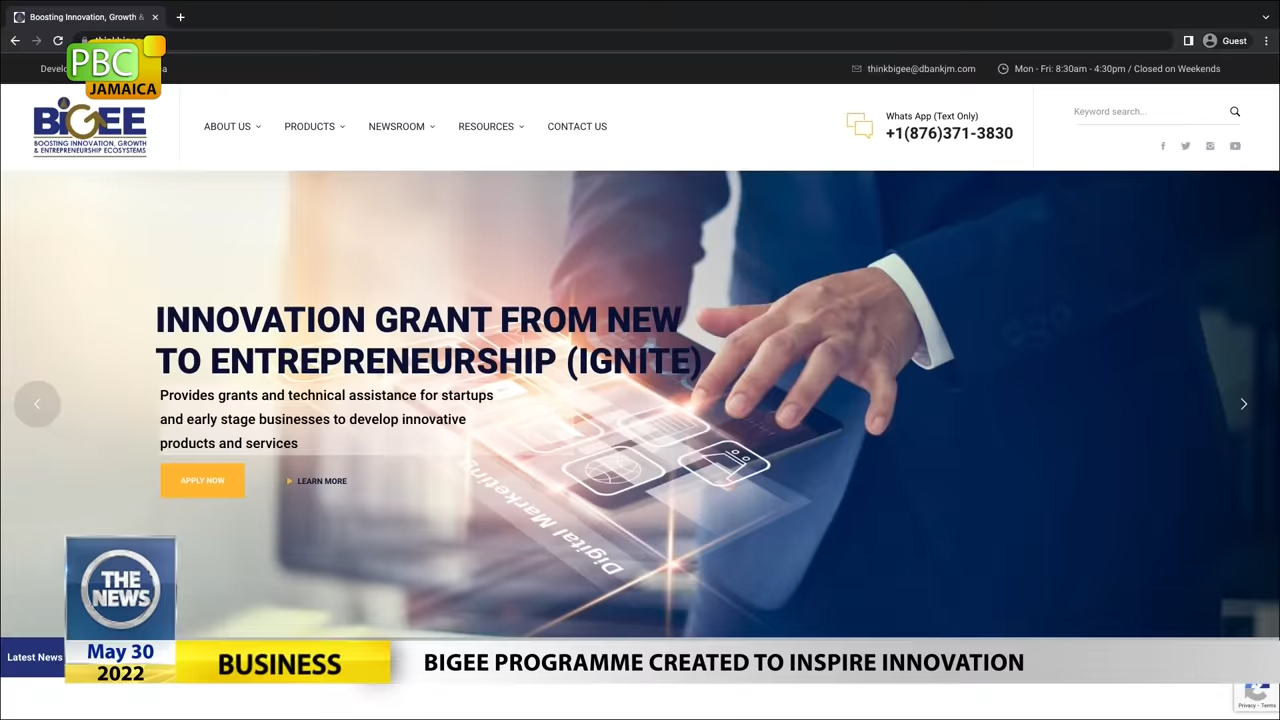 Boosting Innovation, Growth &
Guest
PBC
JAMAICA
thinkbigee@dbankjm.com
Mon - Fri: 8:30am - 4:30pm / Closed on Weekends
BIGEE
BOOSTING INNOVATION, GROWTH
& ENTREPRENEURSHIP ECOSYSTEMS
ABOUT US
PRODUCTS
NEWSROOM
RESOURCES
CONTACT US
Whats App (Text Only)
+1(876)371-3830
Keyword search...
INNOVATION GRANT FROM NEW
TO ENTREPRENEURSHIP (IGNITE)
Provides grants and technical assistance for startups
and early stage businesses to develop innovative
products and services
APPLY NOW
LEARN MORE
Digital Marketing
THE
NEWS
Latest News
May 30
2022
BUSINESS
BIGEE PROGRAMME CREATED TO INSPIRE INNOVATION
Privacy - Terms